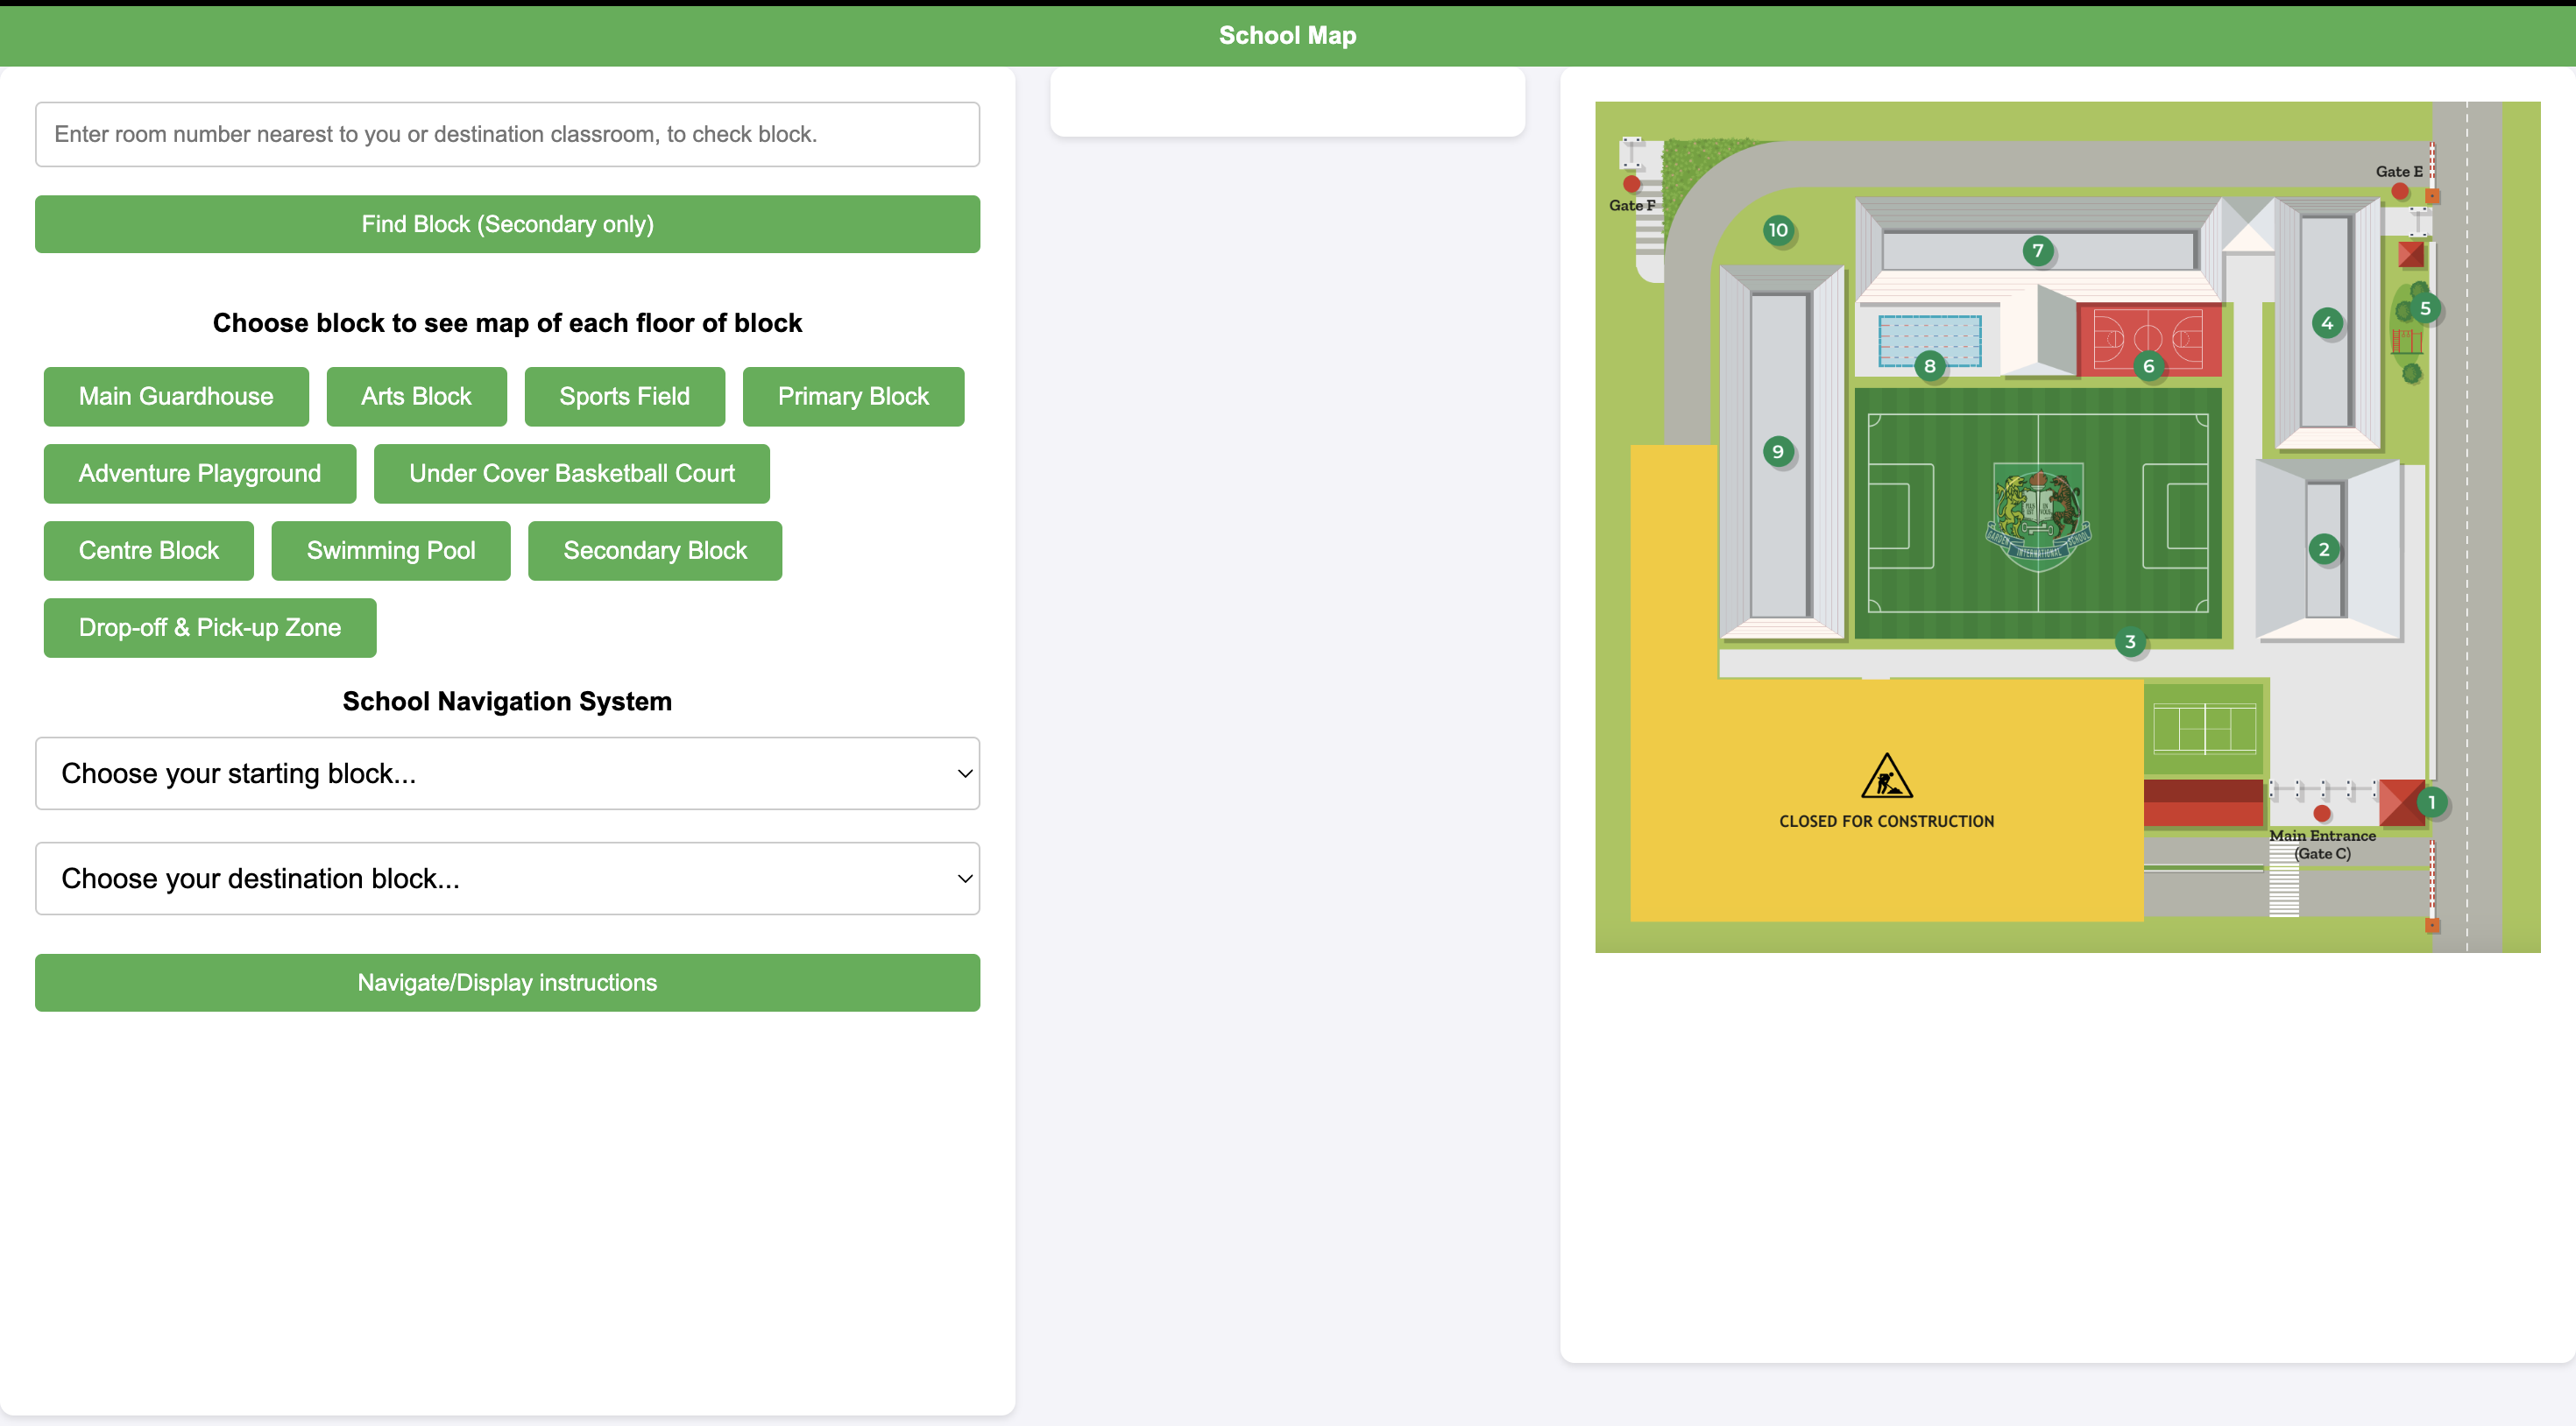 School Map
Enter room number nearest to you or destination classroom, to check block.
Find Block (Secondary only)
Choose block to see map of each floor of block
Main Guardhouse
Arts Block
Sports Field
Primary Block
Adventure Playground
Under Cover Basketball Court
Centre Block
Swimming Pool
Secondary Block
Drop-off & Pick-up Zone
School Navigation System
Choose your starting block...
Choose your destination block...
Navigate/Display instructions
Gate E
Gate F
10
7
5
4
8
6
9
2
GARDEN INTERNATIONAL SCHOOL
3
CLOSED FOR CONSTRUCTION
1
Main Entrance
(Gate C)